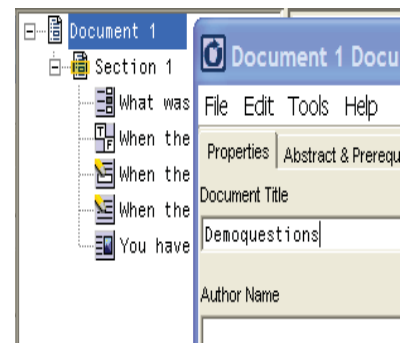 Document 1
Section 1
What was
When the
When the
When the
You have
Document 1 Docu
File Edit Tools Help
Properties Abstract & Prerequ
Document Title
Demoquestions
Author Name